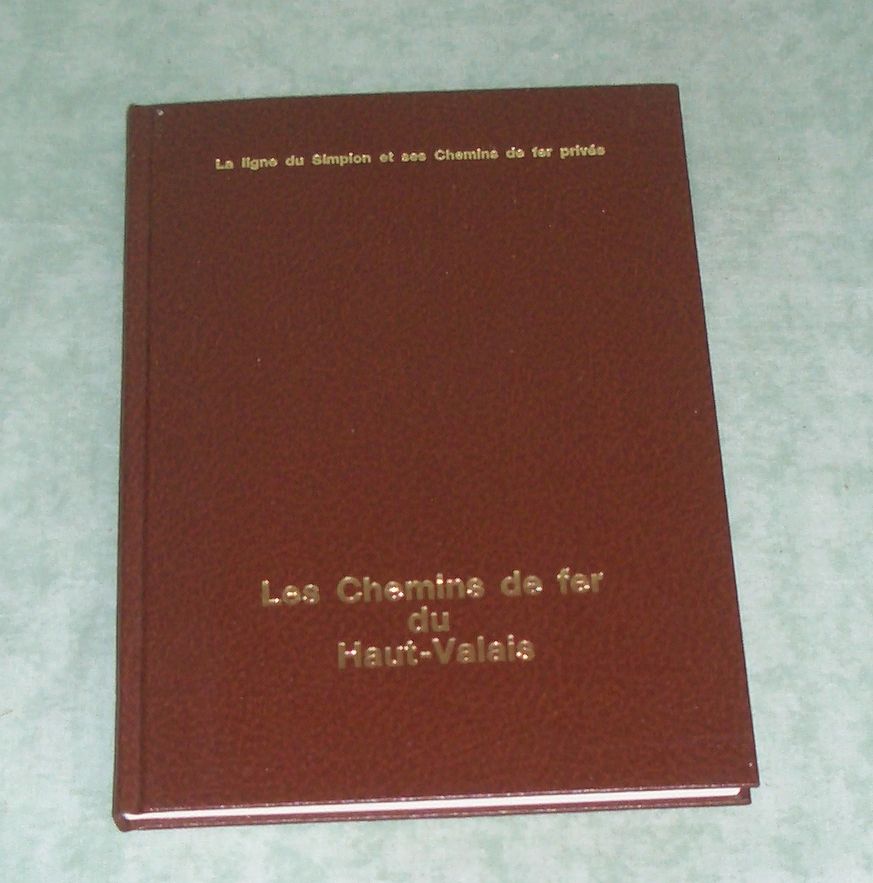 La ligne du Simplon et ses Chemins de fer privés
Les Chemins de fer
du
Haut-Valais